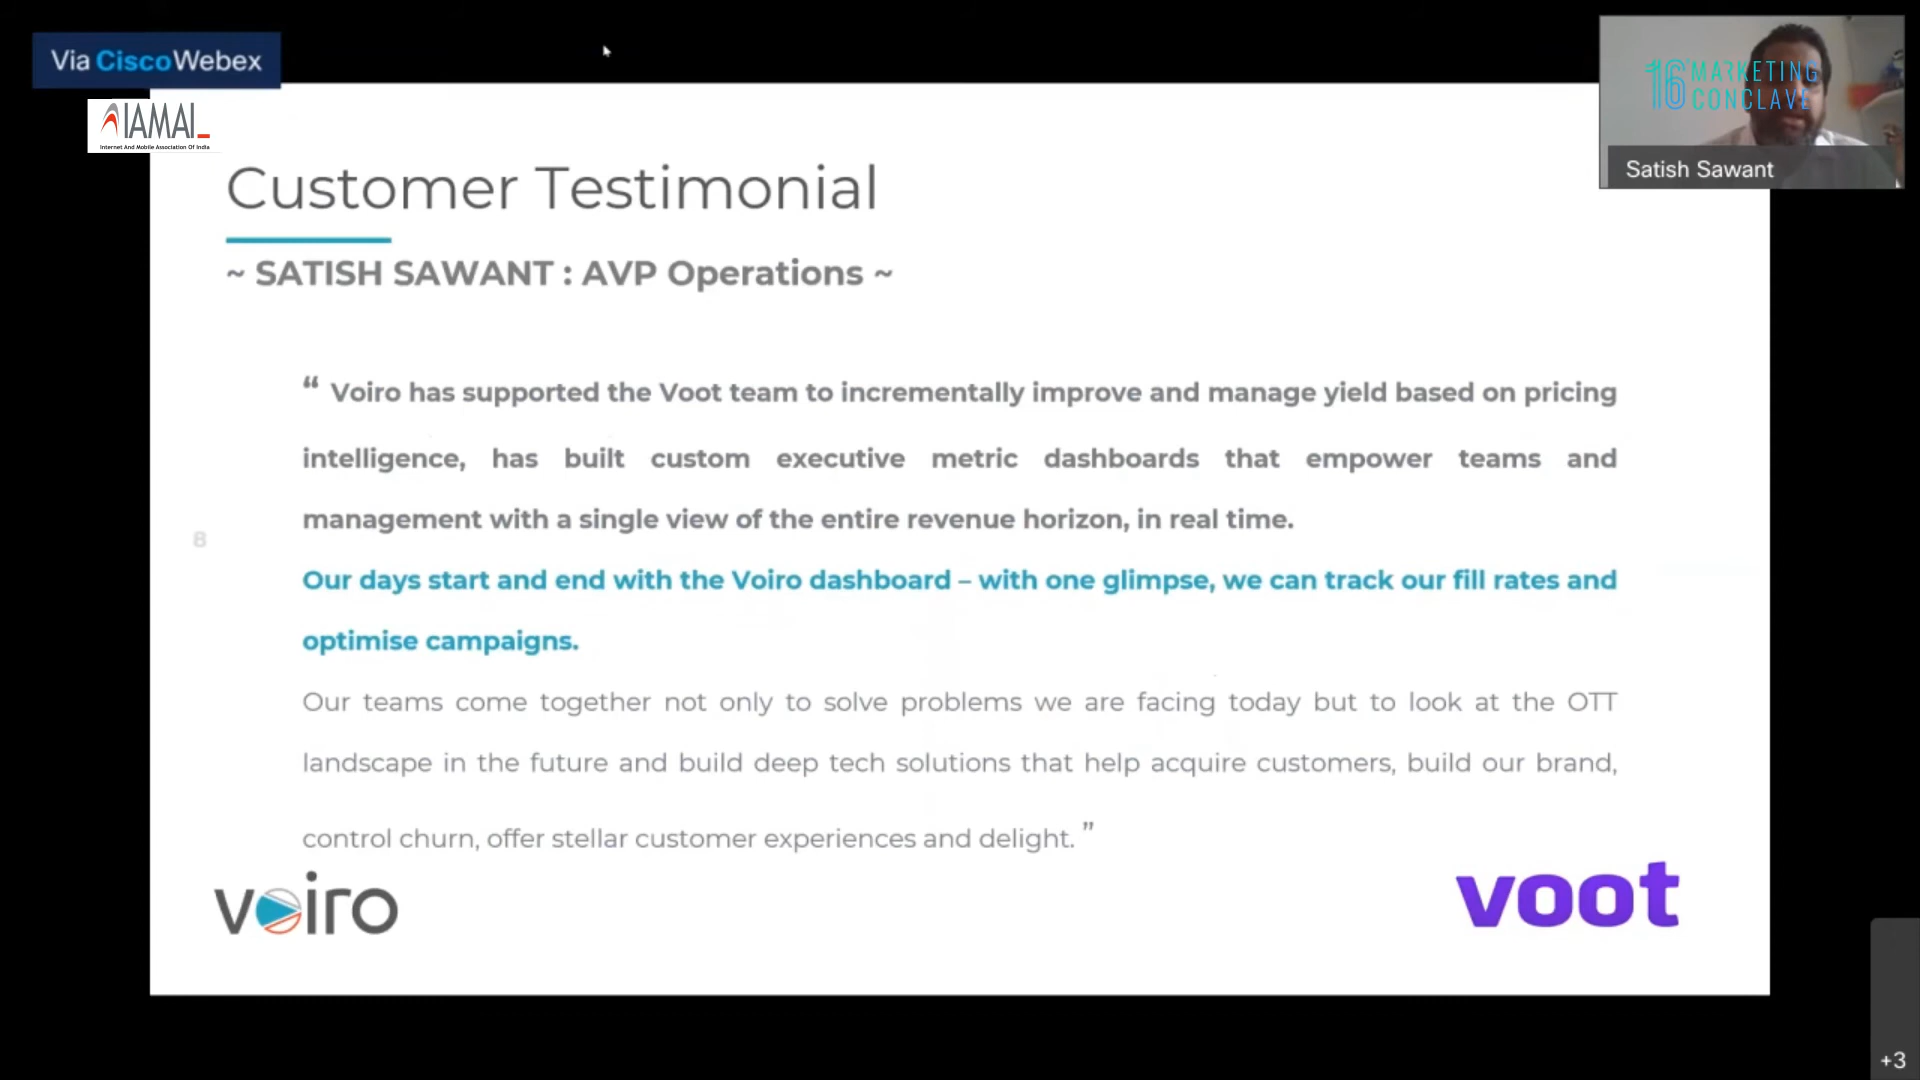 Via CiscoWebex
IAMAI
Internet And Mobile Association Of India
16 MARKETING
CONCLAVE
Satish Sawant
Customer Testimonial
~ SATISH SAWANT : AVP Operations ~
“ Voiro has supported the Voot team to incrementally improve and manage yield based on pricing
intelligence, has built custom executive metric dashboards that empower teams and
management with a single view of the entire revenue horizon, in real time.
8
Our days start and end with the Voiro dashboard – with one glimpse, we can track our fill rates and
optimise campaigns.
Our teams come together not only to solve problems we are facing today but to look at the OTT
landscape in the future and build deep tech solutions that help acquire customers, build our brand,
control churn, offer stellar customer experiences and delight. ”
voiro
voot
+3